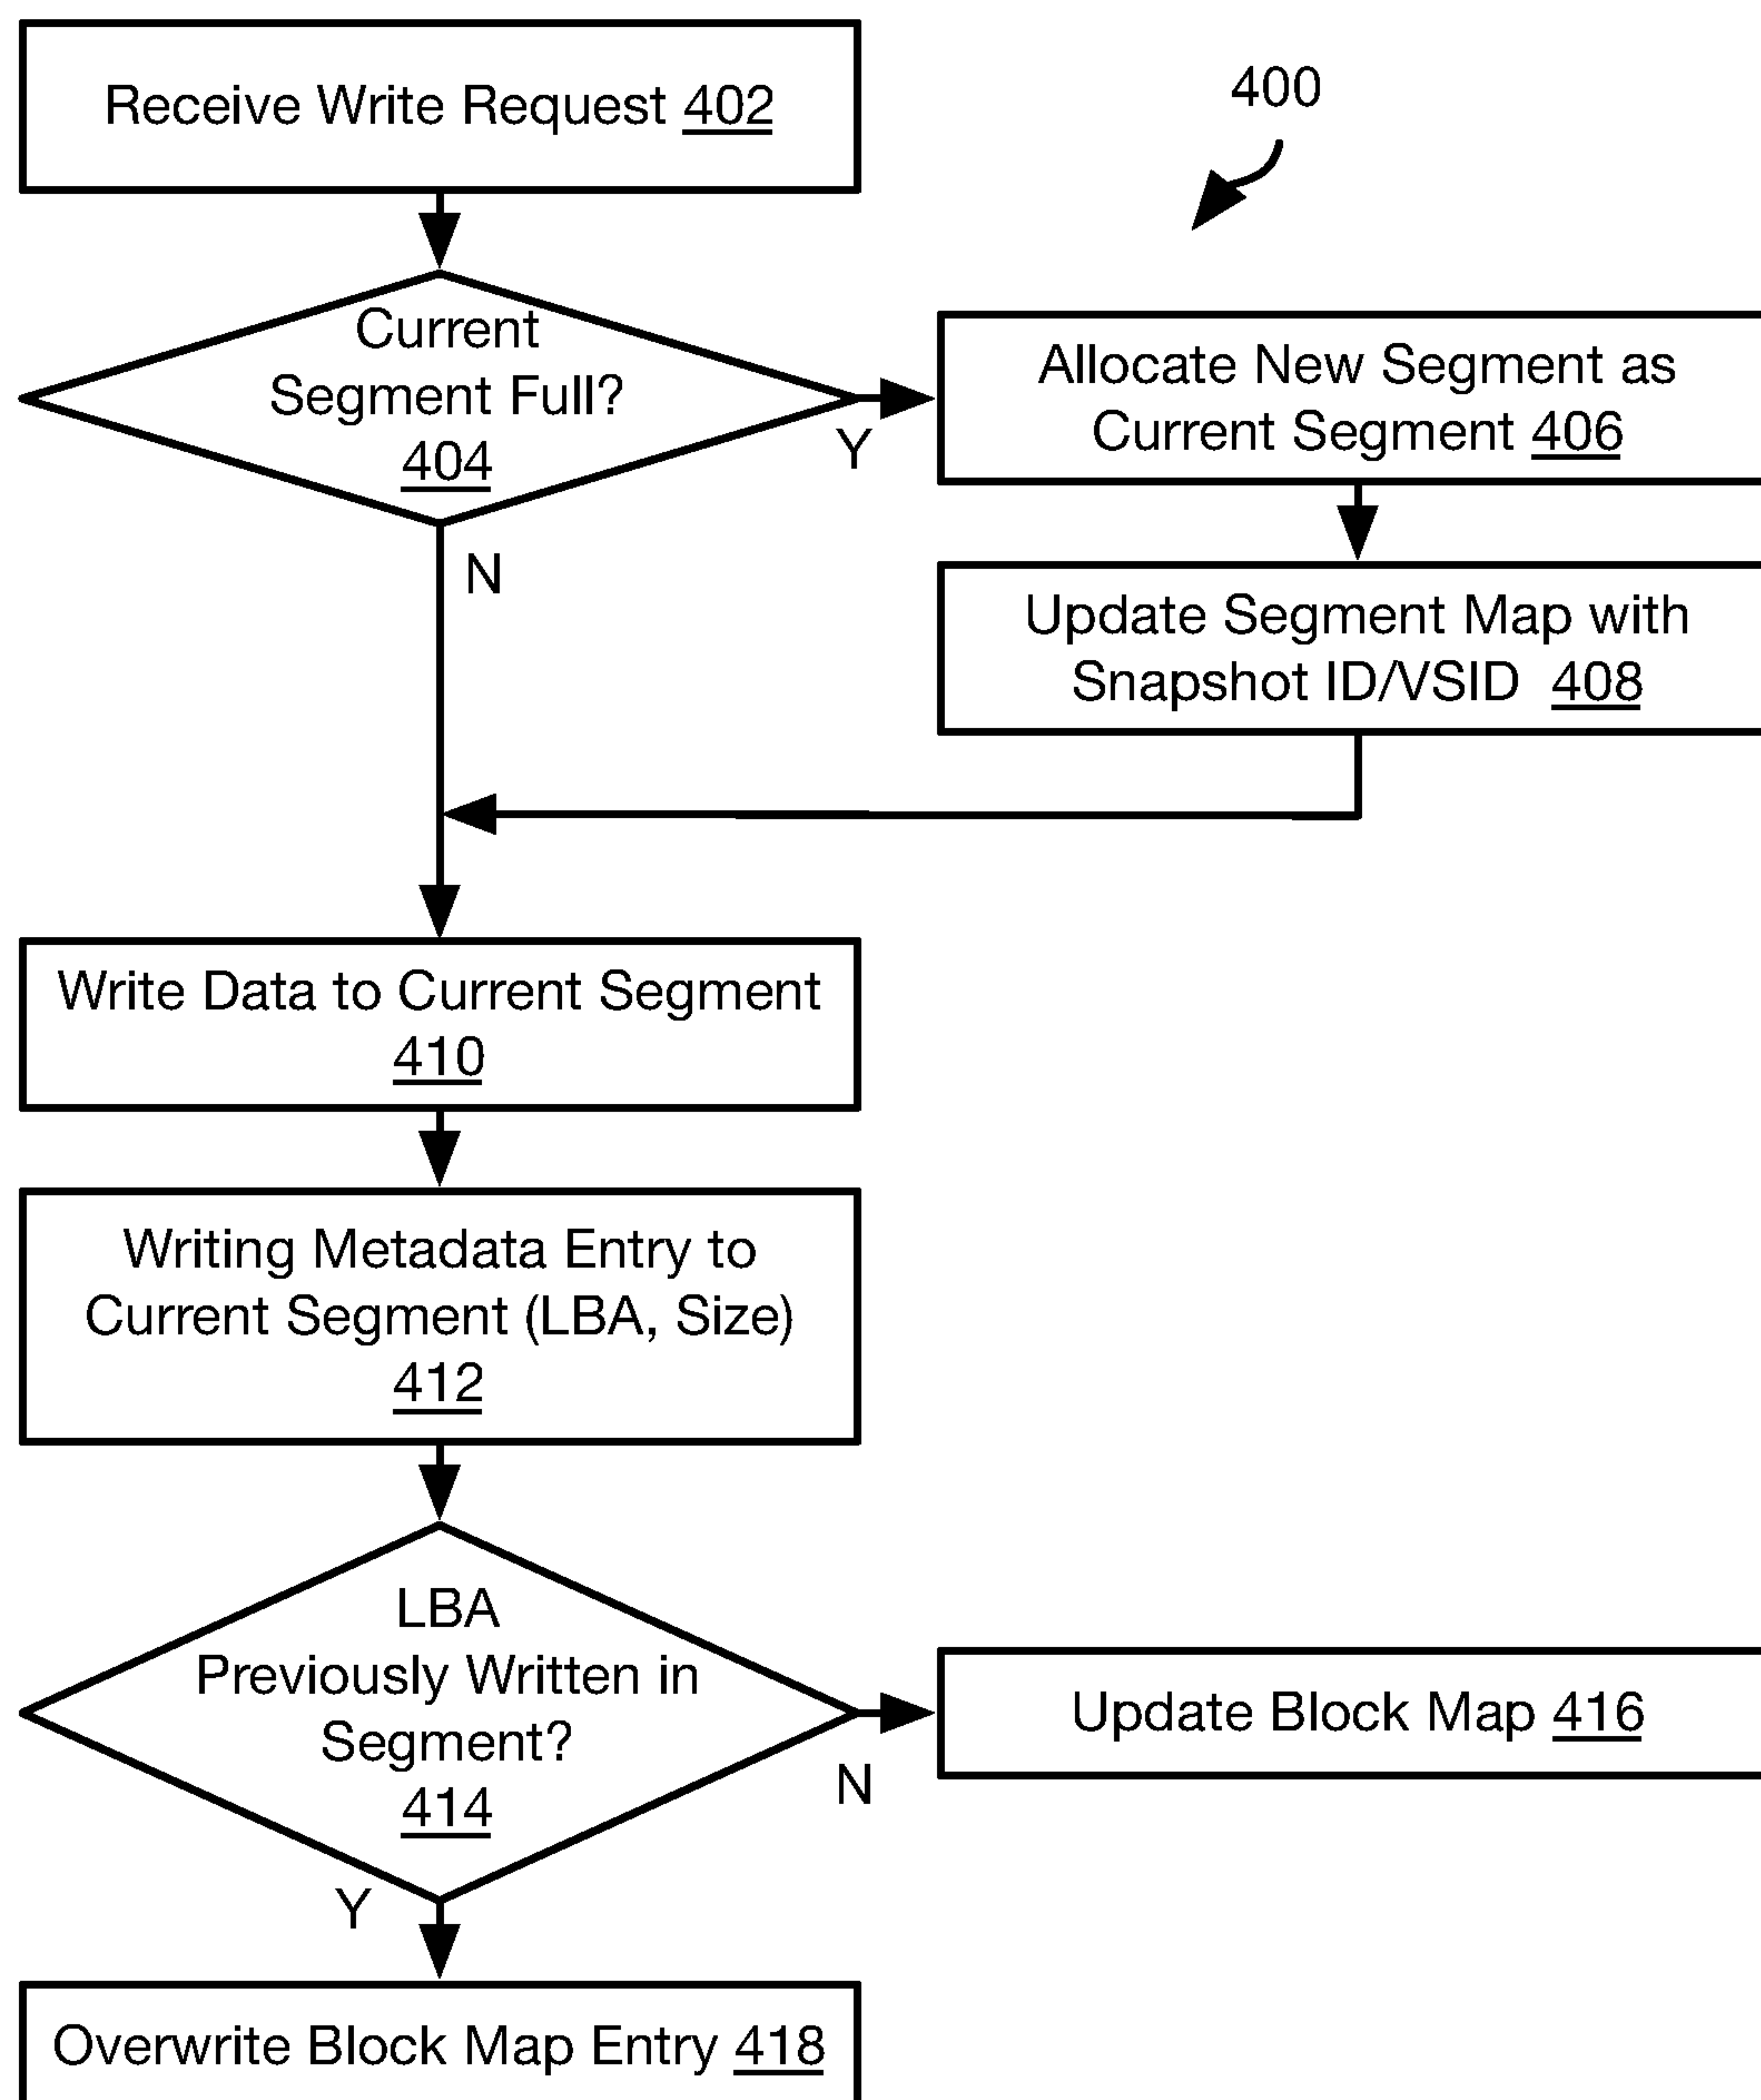 Receive Write Request 402
400
Current
Segment Full?
404
Y
N
Allocate New Segment as
Current Segment 406
Update Segment Map with
Snapshot ID/VSID 408
Write Data to Current Segment
410
Writing Metadata Entry to
Current Segment (LBA, Size)
412
LBA
Previously Written in
Segment?
414
N
Y
Update Block Map 416
Overwrite Block Map Entry 418